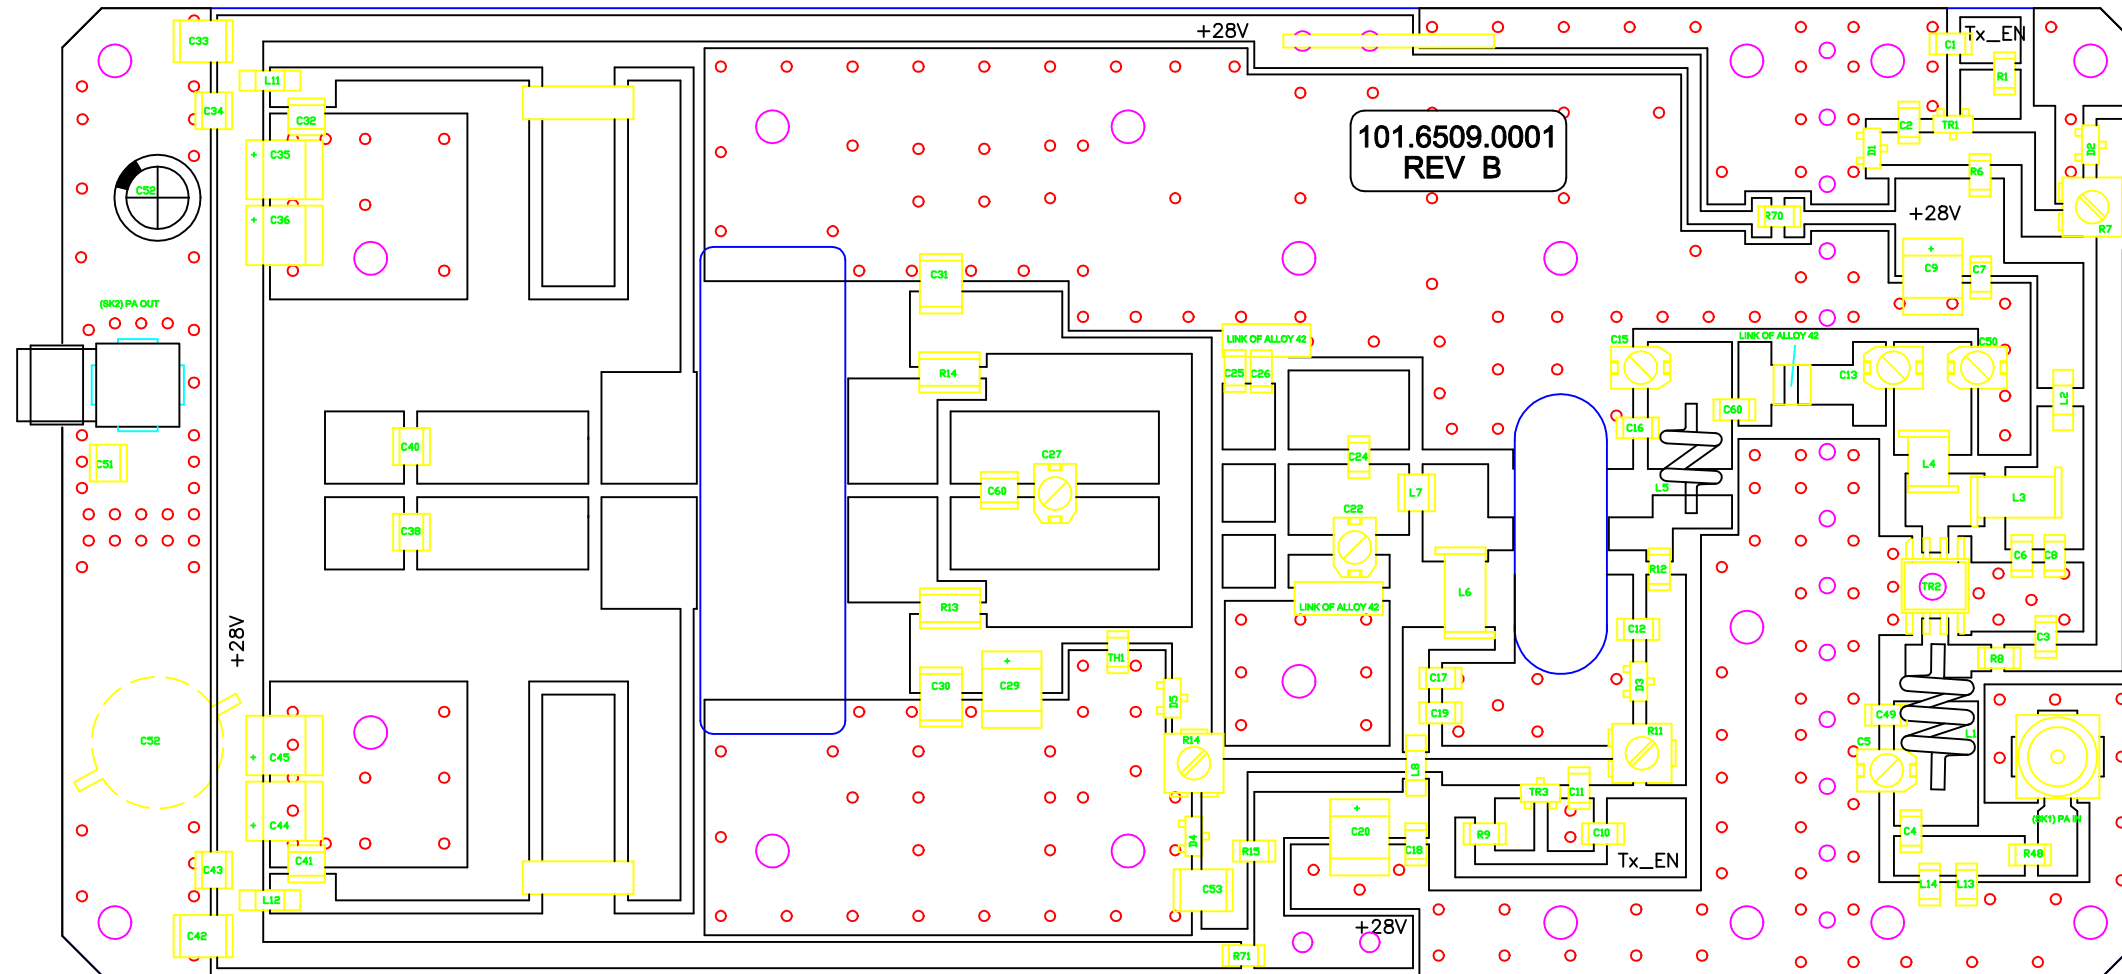 +28V
Tx_EN
C33
C1
L11
R1
C34
C32
C2
TR1
101.6509.0001
REV B
D1
D2
C35
R6
C52
C36
R70
+28V
R7
C31
C9
C7
(SK2) PA OUT
LINK OF ALLOY 42
C15
LINK OF ALLOY 42
C50
R14
C25
C26
C13
L2
C60
C16
C40
C27
C24
L4
C51
C60
L7
L5
L3
C38
C22
C6
C8
R12
TR2
L6
R13
LINK OF ALLOY 42
C12
C3
+28V
TH1
R8
C30
C29
C17
D3
D5
C19
C49
C52
R14
R11
C5
L1
C45
L8
TR3
C11
C44
C20
R9
C10
C4
(SK1) PA IN
D4
R15
C18
R48
C41
Tx_EN
C43
C53
L14
L13
L12
C42
+28V
R71